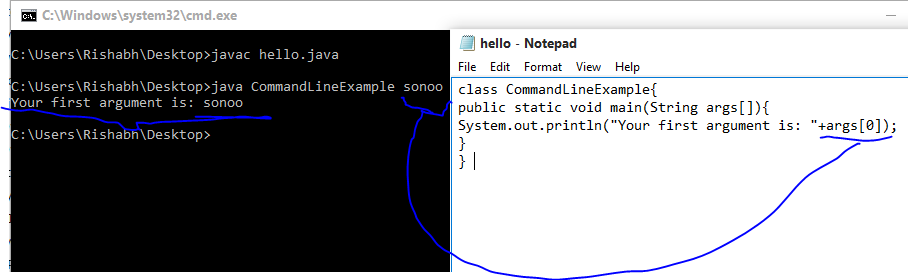 C:\Windows\system32\cmd.exe
C:\Users\Rishabh\Desktop>javac hello.java
C:\Users\Rishabh\Desktop>java CommandLineExample sonoo
Your first argument is: sonoo
C:\Users\Rishabh\Desktop>
hello - Notepad
File Edit Format View Help
class CommandLineExample{
public static void main(String args[]){
System.out.println("Your first argument is: "+args[0]);
}
}